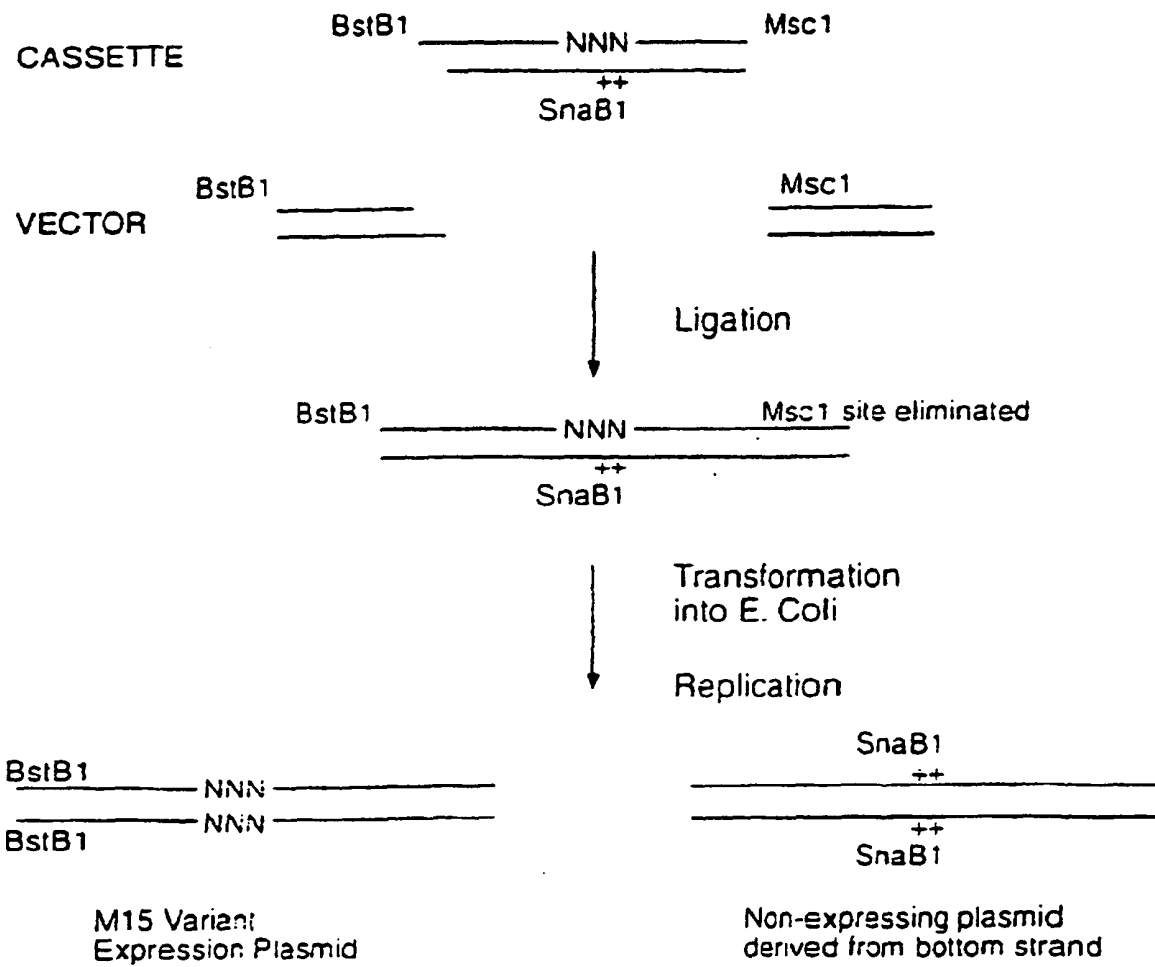 BstB1 NNN Msc1
CASSETTE
++
SnaB1
BstB1 Msc1
VECTOR
Ligation
BstB1 NNN Msc1 site eliminated
++
SnaB1
Transformation
into E. Coli
Replication
SnaB1
++
BstB1 NNN
NNN
BstB1
++
SnaB1
M15 Variant
Expression Plasmid
Non-expressing plasmid
derived from bottom strand